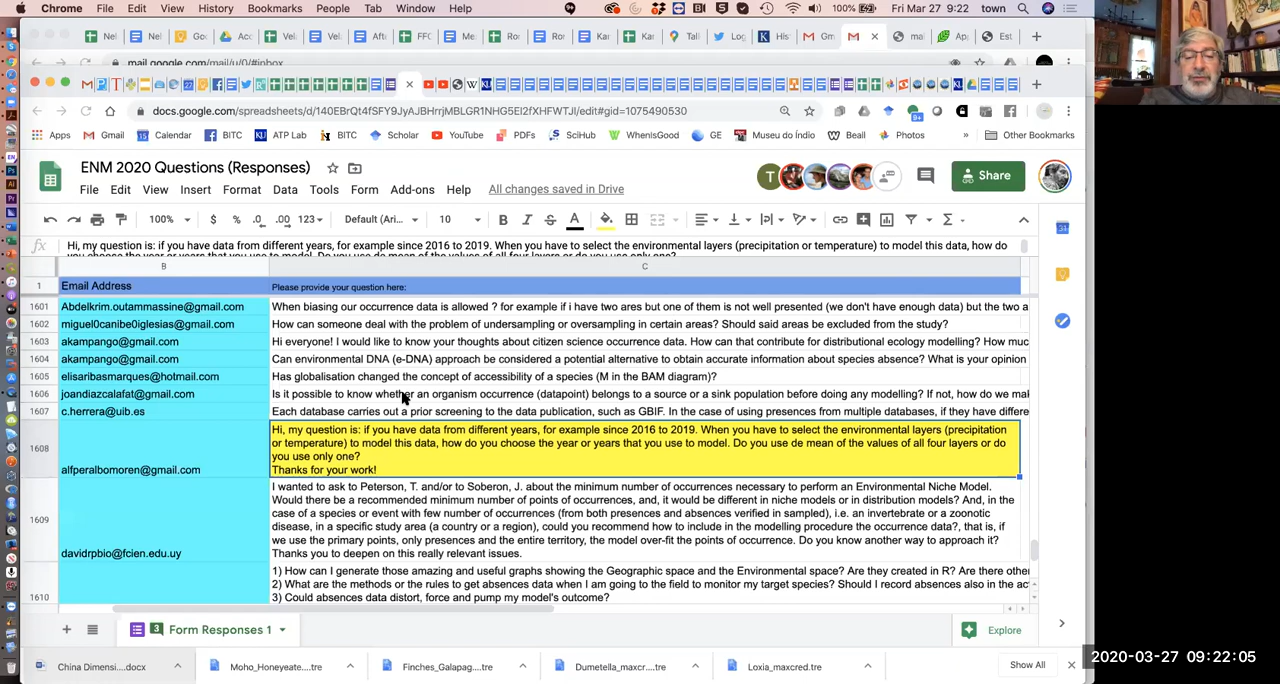 Chrome File Edit View History Bookmarks People Tab Window Help 100% Fri Mar 27 9:22 town
mail.google.com/mail/u/0/#inbox
docs.google.com/spreadsheets/d/140EBrQt4fSFY9JyAJBHrrjMBLGR1NHG5EI2fXHFWTJI/edit#gid=1075490530
Apps Gmail Calendar BITC ATP Lab BITC Scholar YouTube PDFs SciHub WhenIsGood GE Museu do Índio Beall Photos » Other Bookmarks
ENM 2020 Questions (Responses)
File Edit View Insert Format Data Tools Form Add-ons Help All changes saved in Drive
T
Share
100% $ % .0 .00 123 Default (Ari... 10 B I S A
fx Hi, my question is: if you have data from different years, for example since 2016 to 2019. When you have to select the environmental layers (precipitation or temperature) to model this data, how do
B C
1 Email Address Please provide your question here:
1601 Abdelkrim.outammassine@gmail.com When biasing our occurrence data is allowed ? for example if i have two ares but one of them is not well presented (we don't have enough data) but the two a
1602 miguel0canibe0iglesias@gmail.com How can someone deal with the problem of undersampling or oversampling in certain areas? Should said areas be excluded from the study?
1603 akampango@gmail.com Hi everyone! I would like to know your thoughts about citizen science occurrence data. How can that contribute for distributional ecology modelling? How muc
1604 akampango@gmail.com Can environmental DNA (e-DNA) approach be considered a potential alternative to obtain accurate information about species absence? What is your opinion
1605 elisaribasmarques@hotmail.com Has globalisation changed the concept of accessibility of a species (M in the BAM diagram)?
1606 joandiazcalafat@gmail.com Is it possible to know whether an organism occurrence (datapoint) belongs to a source or a sink population before doing any modelling? If not, how do we mak
1607 c.herrera@uib.es Each database carries out a prior screening to the data publication, such as GBIF. In the case of using presences from multiple databases, if they have differe
Hi, my question is: if you have data from different years, for example since 2016 to 2019. When you have to select the environmental layers (precipitation
or temperature) to model this data, how do you choose the year or years that you use to model. Do you use de mean of the values of all four layers or do
you use only one?
1608 alfperalbomoren@gmail.com Thanks for your work!
I wanted to ask to Peterson, T. and/or to Soberon, J. about the minimum number of occurrences necessary to perform an Environmental Niche Model.
Would there be a recommended minimum number of points of occurrences, and, it would be different in niche models or in distribution models? And, in the
case of a species or event with few number of occurrences (from both presences and absences verified in sampled), i.e. an invertebrate or a zoonotic
disease, in a specific study area (a country or a region), could you recommend how to include in the modelling procedure the occurrence data?, that is, if
we use the primary points, only presences and the entire territory, the model over-fit the points of occurrence. Do you know another way to approach it?
1609 davidrpbio@fcien.edu.uy Thanks you to deepen on this really relevant issues.
1) How can I generate those amazing and useful graphs showing the Geographic space and the Environmental space? Are they created in R? Are there other
2) What are the methods or the rules to get absences data when I am going to the field to monitor my target species? Should I record absences also in the ac
1610 3) Could absences data distort, force and pump my model's outcome?
+ 3 Form Responses 1 Explore
China Dimensi....docx Moho_Honeyeate....tre Finches_Galapag....tre Dumetella_maxcr....tre Loxia_maxcred.tre Show All
2020-03-27 09:22:05